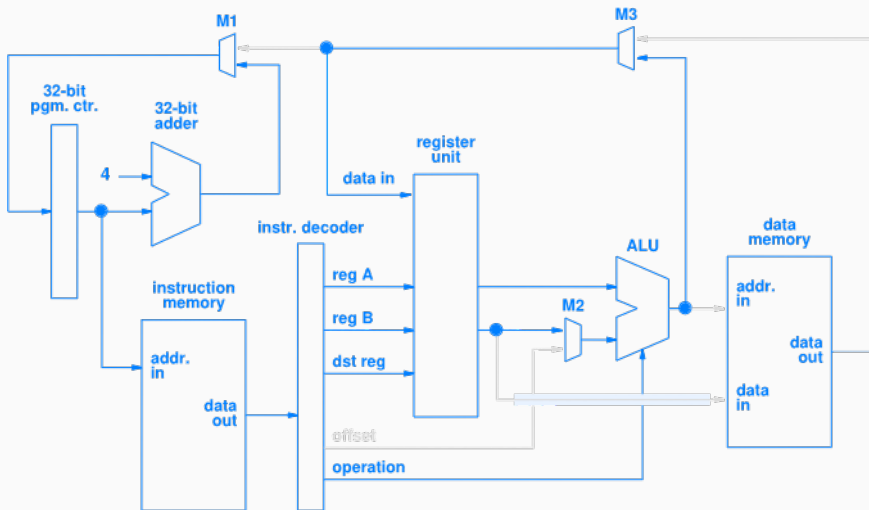 M1
M3
32-bit
pgm. ctr.
32-bit
adder
4
register
unit
data in
instr. decoder
instruction
memory
addr.
in
data
out
reg A
reg B
dst reg
offset
operation
M2
ALU
data
memory
addr.
in
data
out
data
in